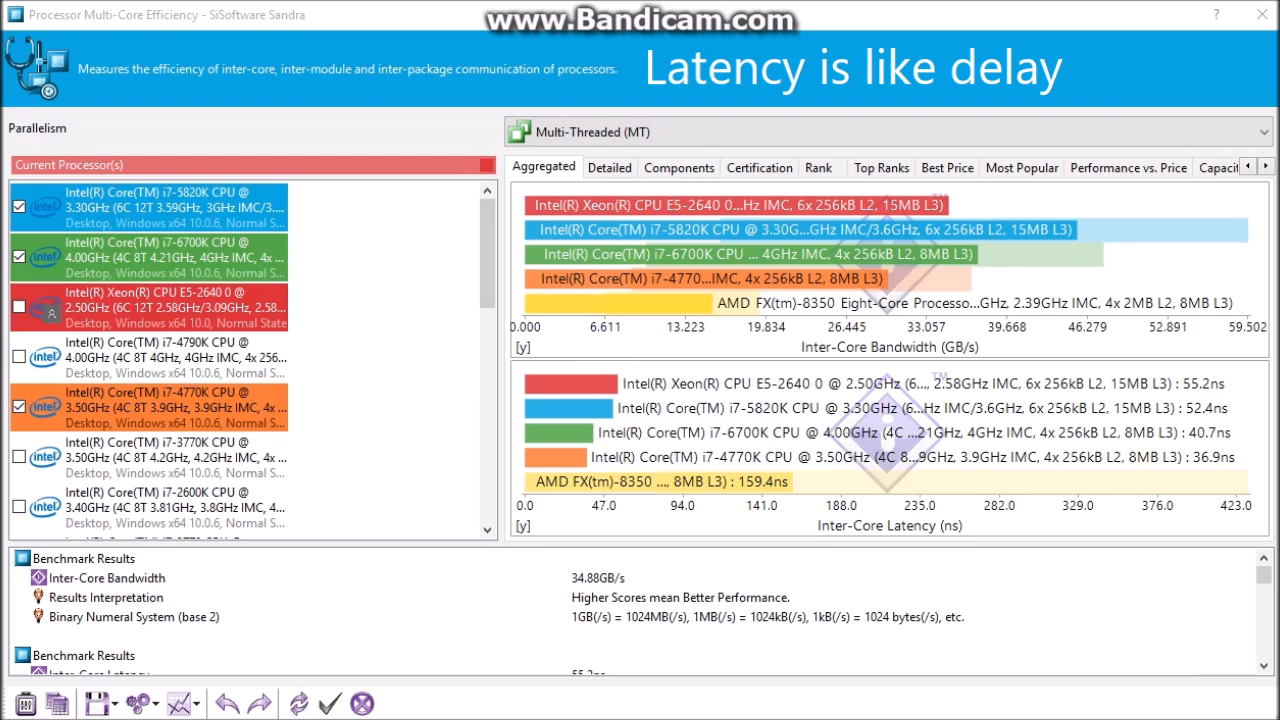 Processor Multi-Core Efficiency - SiSoftware Sandra
www.Bandicam.com
?
Measures the efficiency of inter-core, inter-module and inter-package communication of processors.
Latency is like delay
Parallelism
Multi-Threaded (MT)
Current Processor(s)
Intel(R) Core(TM) i7-5820K CPU @
3.30GHz (6C 12T 3.59GHz, 3GHz IMC/3....
Desktop, Windows x64 10.0.6, Normal S...
Intel(R) Core(TM) i7-6700K CPU @
4.00GHz (4C 8T 4.21GHz, 4GHz IMC, 4x ...
Desktop, Windows x64 10.0.6, Normal S...
Intel(R) Xeon(R) CPU E5-2640 0 @
2.50GHz (6C 12T 2.58GHz/3.09GHz, 2.58...
Desktop, Windows x64 10.0, Normal State
Intel(R) Core(TM) i7-4790K CPU @
4.00GHz (4C 8T 4GHz, 4GHz IMC, 4x 256...
Desktop, Windows x64 10.0.6, Normal S...
Intel(R) Core(TM) i7-4770K CPU @
3.50GHz (4C 8T 3.9GHz, 3.9GHz IMC, 4x ...
Desktop, Windows x64 10.0.6, Normal S...
Intel(R) Core(TM) i7-3770K CPU @
3.50GHz (4C 8T 4.2GHz, 4.2GHz IMC, 4x ...
Desktop, Windows x64 10.0.6, Normal S...
Intel(R) Core(TM) i7-2600K CPU @
3.40GHz (4C 8T 3.81GHz, 3.8GHz IMC, 4...
Desktop, Windows x64 10.0.6, Normal S...
Aggregated Detailed Components Certification Rank Top Ranks Best Price Most Popular Performance vs. Price Capaci
Intel(R) Xeon(R) CPU E5-2640 0...Hz IMC, 6x 256kB L2, 15MB L3)
Intel(R) Core(TM) i7-5820K CPU @ 3.30G...GHz IMC/3.6GHz, 6x 256kB L2, 15MB L3)
Intel(R) Core(TM) i7-6700K CPU ... 4GHz IMC, 4x 256kB L2, 8MB L3)
Intel(R) Core(TM) i7-4770...IMC, 4x 256kB L2, 8MB L3)
AMD FX(tm)-8350 Eight-Core Processo...GHz, 2.39GHz IMC, 4x 2MB L2, 8MB L3)
0.000 6.611 13.223 19.834 26.445 33.057 39.668 46.279 52.891 59.502
[y] Inter-Core Bandwidth (GB/s)
Intel(R) Xeon(R) CPU E5-2640 0 @ 2.50GHz (6..., 2.58GHz IMC, 6x 256kB L2, 15MB L3) : 55.2ns
Intel(R) Core(TM) i7-5820K CPU @ 3.30GHz (6...Hz IMC/3.6GHz, 6x 256kB L2, 15MB L3) : 52.4ns
Intel(R) Core(TM) i7-6700K CPU @ 4.00GHz (4C ...21GHz, 4GHz IMC, 4x 256kB L2, 8MB L3) : 40.7ns
Intel(R) Core(TM) i7-4770K CPU @ 3.50GHz (4C 8...9GHz, 3.9GHz IMC, 4x 256kB L2, 8MB L3) : 36.9ns
AMD FX(tm)-8350 ..., 8MB L3) : 159.4ns
0.0 47.0 94.0 141.0 188.0 235.0 282.0 329.0 376.0 423.0
[y] Inter-Core Latency (ns)
Benchmark Results
Inter-Core Bandwidth 34.88GB/s
Results Interpretation Higher Scores mean Better Performance.
Binary Numeral System (base 2) 1GB(/s) = 1024MB(/s), 1MB(/s) = 1024kB(/s), 1kB(/s) = 1024 bytes(/s), etc.
Benchmark Results
Inter-Core Latency 55.2ns